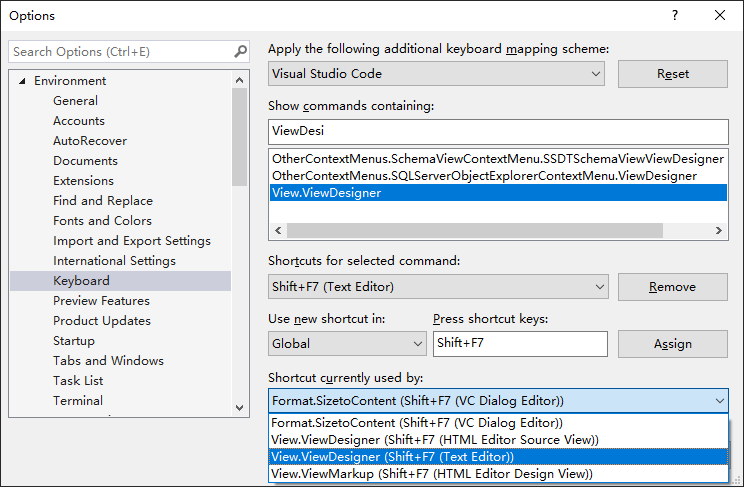 Options
?
Search Options (Ctrl+E)
Environment
General
Accounts
AutoRecover
Documents
Extensions
Find and Replace
Fonts and Colors
Import and Export Settings
International Settings
Keyboard
Preview Features
Product Updates
Startup
Tabs and Windows
Task List
Terminal
Apply the following additional keyboard mapping scheme:
Visual Studio Code
Reset
Show commands containing:
ViewDesi
OtherContextMenus.SchemaViewContextMenu.SSDTSchemaViewViewDesigner
OtherContextMenus.SQLServerObjectExplorerContextMenu.ViewDesigner
View.ViewDesigner
Shortcuts for selected command:
Shift+F7 (Text Editor)
Remove
Use new shortcut in:
Press shortcut keys:
Global
Shift+F7
Assign
Shortcut currently used by:
Format.SizetoContent (Shift+F7 (VC Dialog Editor))
Format.SizetoContent (Shift+F7 (VC Dialog Editor))
View.ViewDesigner (Shift+F7 (HTML Editor Source View))
View.ViewDesigner (Shift+F7 (Text Editor))
View.ViewMarkup (Shift+F7 (HTML Editor Design View))